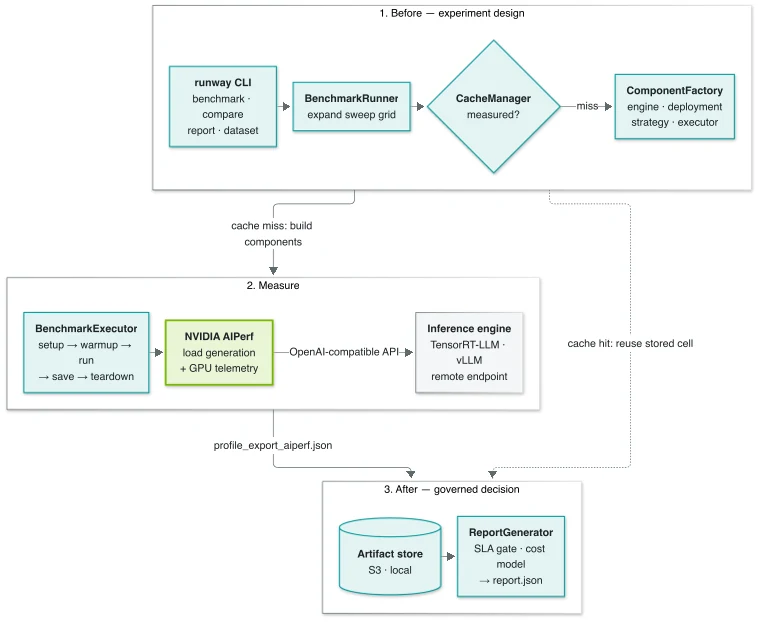 1. Before — experiment design
runway CLI
benchmark ·
compare
report · dataset
BenchmarkRunner
expand sweep grid
CacheManager
measured?
miss
ComponentFactory
engine · deployment
strategy · executor
cache miss: build
components
cache hit: reuse stored cell
2. Measure
BenchmarkExecutor
setup → warmup →
run
→ save → teardown
NVIDIA AIPerf
load generation
+ GPU telemetry
OpenAI-compatible API
Inference engine
TensorRT-LLM ·
vLLM
remote endpoint
profile_export_aiperf.json
3. After — governed decision
Artifact store
S3 · local
ReportGenerator
SLA gate · cost
model
→ report.json